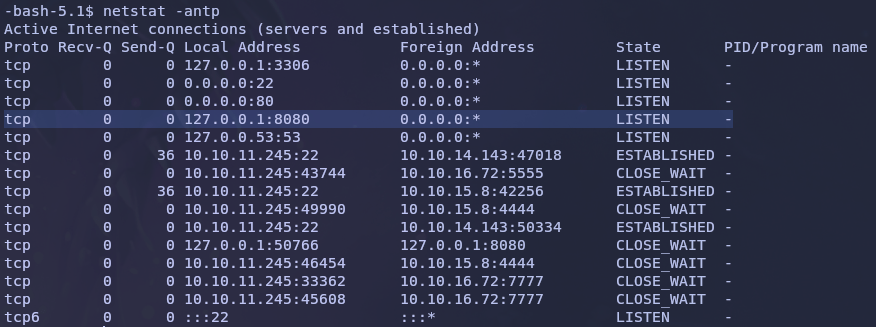 -bash-5.1$ netstat -antp
Active Internet connections (servers and established)
Proto Recv-Q Send-Q Local Address           Foreign Address         State       PID/Program name
tcp        0      0 127.0.0.1:3306          0.0.0.0:*               LISTEN      -
tcp        0      0 0.0.0.0:22              0.0.0.0:*               LISTEN      -
tcp        0      0 0.0.0.0:80              0.0.0.0:*               LISTEN      -
tcp        0      0 127.0.0.1:8080          0.0.0.0:*               LISTEN      -
tcp        0      0 127.0.0.53:53           0.0.0.0:*               LISTEN      -
tcp        0     36 10.10.11.245:22         10.10.14.143:47018      ESTABLISHED -
tcp        0      0 10.10.11.245:43744      10.10.16.72:5555        CLOSE_WAIT  -
tcp        0     36 10.10.11.245:22         10.10.15.8:42256        ESTABLISHED -
tcp        0      0 10.10.11.245:49990      10.10.15.8:4444         CLOSE_WAIT  -
tcp        0      0 10.10.11.245:22         10.10.14.143:50334      ESTABLISHED -
tcp        0      0 127.0.0.1:50766         127.0.0.1:8080          CLOSE_WAIT  -
tcp        0      0 10.10.11.245:46454      10.10.15.8:4444         CLOSE_WAIT  -
tcp        0      0 10.10.11.245:33362      10.10.16.72:7777        CLOSE_WAIT  -
tcp        0      0 10.10.11.245:45608      10.10.16.72:7777        CLOSE_WAIT  -
tcp6       0      0 :::22                   :::*                    LISTEN      -